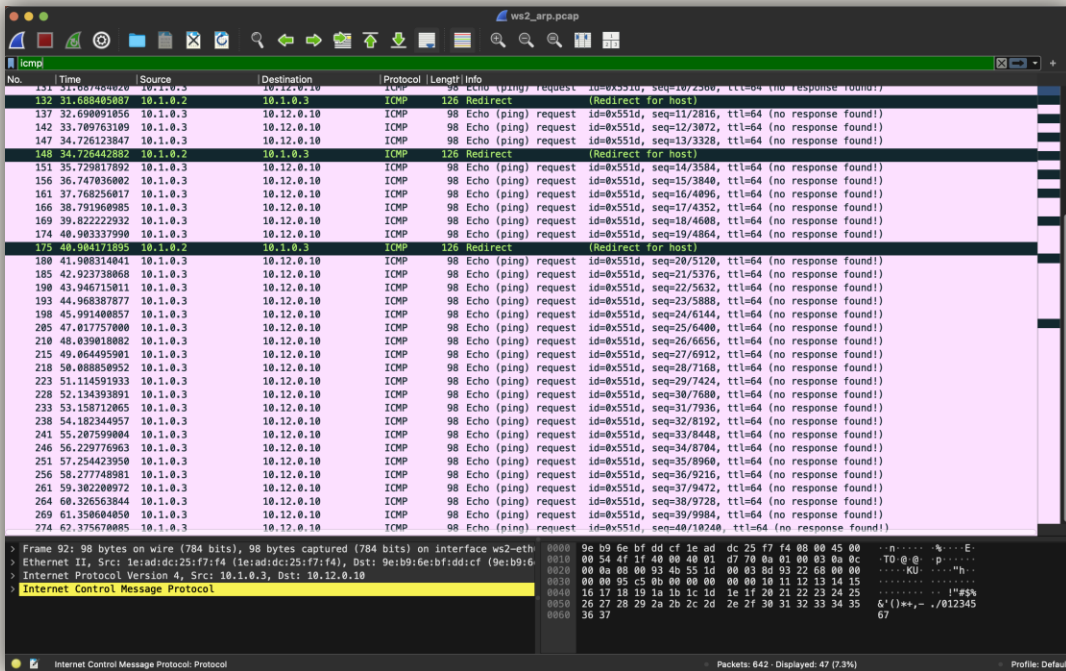 ws2_arp.pcap
icmp
No. Time Source Destination Protocol Length Info
131 31.687484020 10.1.0.3 10.12.0.10 ICMP 98 Echo (ping) request id=0x551d, seq=10/2560, ttl=64 (no response found!)
132 31.688405087 10.1.0.2 10.1.0.3 ICMP 126 Redirect (Redirect for host)
137 32.690091056 10.1.0.3 10.12.0.10 ICMP 98 Echo (ping) request id=0x551d, seq=11/2816, ttl=64 (no response found!)
142 33.709763109 10.1.0.3 10.12.0.10 ICMP 98 Echo (ping) request id=0x551d, seq=12/3072, ttl=64 (no response found!)
147 34.726123847 10.1.0.3 10.12.0.10 ICMP 98 Echo (ping) request id=0x551d, seq=13/3328, ttl=64 (no response found!)
148 34.726442882 10.1.0.2 10.1.0.3 ICMP 126 Redirect (Redirect for host)
151 35.729817892 10.1.0.3 10.12.0.10 ICMP 98 Echo (ping) request id=0x551d, seq=14/3584, ttl=64 (no response found!)
156 36.747036002 10.1.0.3 10.12.0.10 ICMP 98 Echo (ping) request id=0x551d, seq=15/3840, ttl=64 (no response found!)
161 37.768256017 10.1.0.3 10.12.0.10 ICMP 98 Echo (ping) request id=0x551d, seq=16/4096, ttl=64 (no response found!)
166 38.791960985 10.1.0.3 10.12.0.10 ICMP 98 Echo (ping) request id=0x551d, seq=17/4352, ttl=64 (no response found!)
169 39.822222932 10.1.0.3 10.12.0.10 ICMP 98 Echo (ping) request id=0x551d, seq=18/4608, ttl=64 (no response found!)
174 40.903337990 10.1.0.3 10.12.0.10 ICMP 98 Echo (ping) request id=0x551d, seq=19/4864, ttl=64 (no response found!)
175 40.904171895 10.1.0.2 10.1.0.3 ICMP 126 Redirect (Redirect for host)
180 41.908314041 10.1.0.3 10.12.0.10 ICMP 98 Echo (ping) request id=0x551d, seq=20/5120, ttl=64 (no response found!)
185 42.923738068 10.1.0.3 10.12.0.10 ICMP 98 Echo (ping) request id=0x551d, seq=21/5376, ttl=64 (no response found!)
190 43.946715011 10.1.0.3 10.12.0.10 ICMP 98 Echo (ping) request id=0x551d, seq=22/5632, ttl=64 (no response found!)
193 44.968387877 10.1.0.3 10.12.0.10 ICMP 98 Echo (ping) request id=0x551d, seq=23/5888, ttl=64 (no response found!)
198 45.991400857 10.1.0.3 10.12.0.10 ICMP 98 Echo (ping) request id=0x551d, seq=24/6144, ttl=64 (no response found!)
205 47.017757000 10.1.0.3 10.12.0.10 ICMP 98 Echo (ping) request id=0x551d, seq=25/6400, ttl=64 (no response found!)
210 48.039018082 10.1.0.3 10.12.0.10 ICMP 98 Echo (ping) request id=0x551d, seq=26/6656, ttl=64 (no response found!)
215 49.064495901 10.1.0.3 10.12.0.10 ICMP 98 Echo (ping) request id=0x551d, seq=27/6912, ttl=64 (no response found!)
218 50.088850952 10.1.0.3 10.12.0.10 ICMP 98 Echo (ping) request id=0x551d, seq=28/7168, ttl=64 (no response found!)
223 51.114591933 10.1.0.3 10.12.0.10 ICMP 98 Echo (ping) request id=0x551d, seq=29/7424, ttl=64 (no response found!)
228 52.134393891 10.1.0.3 10.12.0.10 ICMP 98 Echo (ping) request id=0x551d, seq=30/7680, ttl=64 (no response found!)
233 53.158712065 10.1.0.3 10.12.0.10 ICMP 98 Echo (ping) request id=0x551d, seq=31/7936, ttl=64 (no response found!)
238 54.182344957 10.1.0.3 10.12.0.10 ICMP 98 Echo (ping) request id=0x551d, seq=32/8192, ttl=64 (no response found!)
241 55.207599004 10.1.0.3 10.12.0.10 ICMP 98 Echo (ping) request id=0x551d, seq=33/8448, ttl=64 (no response found!)
246 56.229776963 10.1.0.3 10.12.0.10 ICMP 98 Echo (ping) request id=0x551d, seq=34/8704, ttl=64 (no response found!)
251 57.254423950 10.1.0.3 10.12.0.10 ICMP 98 Echo (ping) request id=0x551d, seq=35/8960, ttl=64 (no response found!)
256 58.277748981 10.1.0.3 10.12.0.10 ICMP 98 Echo (ping) request id=0x551d, seq=36/9216, ttl=64 (no response found!)
261 59.302200972 10.1.0.3 10.12.0.10 ICMP 98 Echo (ping) request id=0x551d, seq=37/9472, ttl=64 (no response found!)
264 60.326563844 10.1.0.3 10.12.0.10 ICMP 98 Echo (ping) request id=0x551d, seq=38/9728, ttl=64 (no response found!)
269 61.350604050 10.1.0.3 10.12.0.10 ICMP 98 Echo (ping) request id=0x551d, seq=39/9984, ttl=64 (no response found!)
274 62.375670085 10.1.0.3 10.12.0.10 ICMP 98 Echo (ping) request id=0x551d, seq=40/10240, ttl=64 (no response found!)
Frame 92: 98 bytes on wire (784 bits), 98 bytes captured (784 bits) on interface ws2-eth
Ethernet II, Src: 1e:ad:dc:25:f7:f4 (1e:ad:dc:25:f7:f4), Dst: 9e:b9:6e:bf:dd:cf (9e:b9:6
Internet Protocol Version 4, Src: 10.1.0.3, Dst: 10.12.0.10
Internet Control Message Protocol
0000 9e b9 6e bf dd cf 1e ad dc 25 f7 f4 08 00 45 00 ··n····· ·%····E·
0010 00 54 4f 1f 40 00 40 01 d7 70 0a 01 00 03 0a 0c ·TO·@·@· ·p······
0020 00 0a 08 00 93 4b 55 1d 00 03 8d 93 22 68 00 00 ·····KU· ····"h··
0030 00 00 95 c5 0b 00 00 00 00 00 10 11 12 13 14 15 ········ ········
0040 16 17 18 19 1a 1b 1c 1d 1e 1f 20 21 22 23 24 25 ········ ·· !"#$%
0050 26 27 28 29 2a 2b 2c 2d 2e 2f 30 31 32 33 34 35 &'()*+,- ./012345
0060 36 37 67
Internet Control Message Protocol: Protocol
Packets: 642 · Displayed: 47 (7.3%)
Profile: Defaul